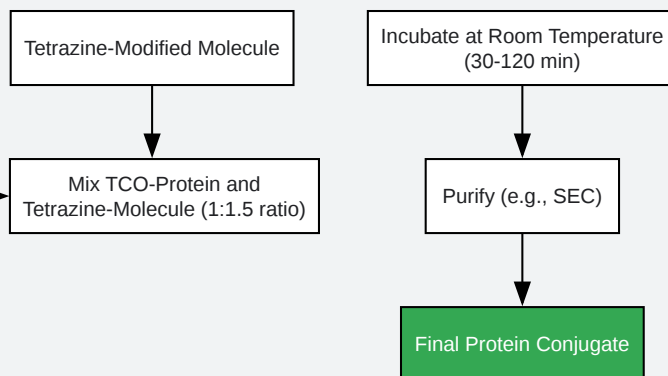 Tetrazine-Modified Molecule
Mix TCO-Protein and
Tetrazine-Molecule (1:1.5 ratio)
Incubate at Room Temperature
(30-120 min)
Purify (e.g., SEC)
Final Protein Conjugate